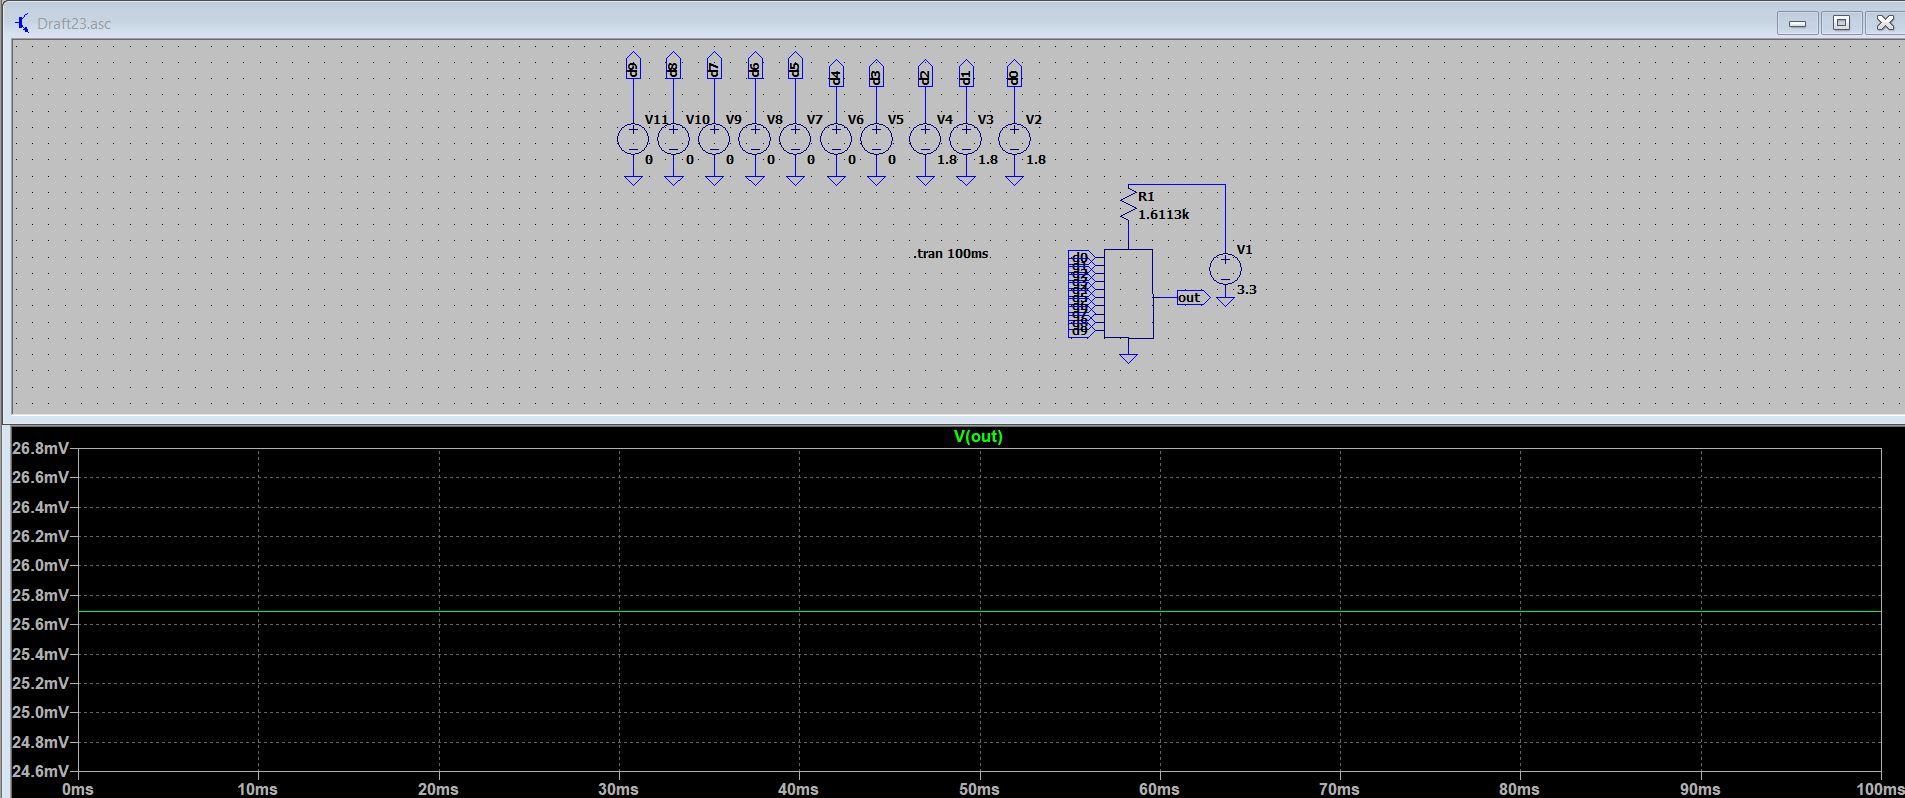 Draft23.asc
d9 d8 d7 d6 d5 d4 d3 d2 d1 d0
V11 V10 V9 V8 V7 V6 V5 V4 V3 V2
0 0 0 0 0 0 0 1.8 1.8 1.8
R1
1.6113k
.tran 100ms
V1
3.3
d0
d1
d2
d3
d4
d5
d6
d7
d8
d9
out
V(out)
26.8mV
26.6mV
26.4mV
26.2mV
26.0mV
25.8mV
25.6mV
25.4mV
25.2mV
25.0mV
24.8mV
24.6mV
0ms 10ms 20ms 30ms 40ms 50ms 60ms 70ms 80ms 90ms 100ms